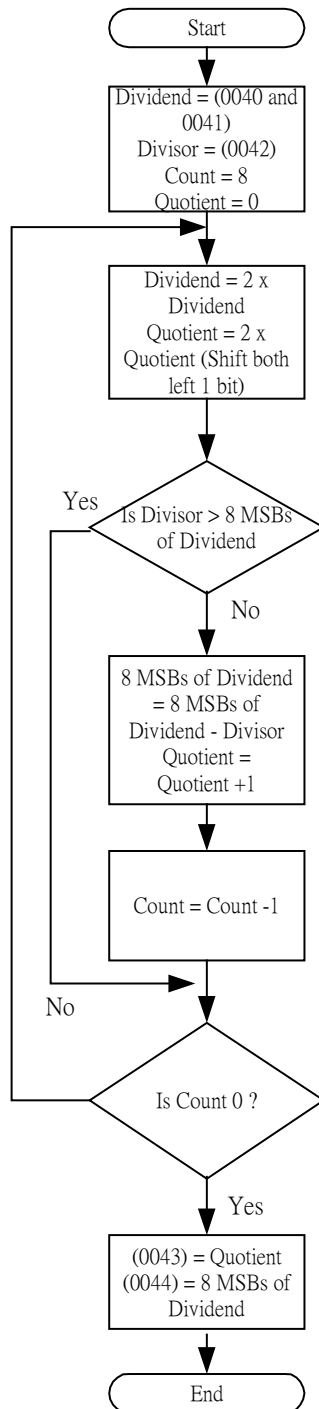 Start
Dividend = (0040 and
0041)
Divisor = (0042)
Count = 8
Quotient = 0
Dividend = 2 x
Dividend
Quotient = 2 x
Quotient (Shift both
left 1 bit)
Yes
Is Divisor > 8 MSBs
of Dividend
No
8 MSBs of Dividend
= 8 MSBs of
Dividend - Divisor
Quotient =
Quotient +1
Count = Count -1
No
Is Count 0 ?
Yes
(0043) = Quotient
(0044) = 8 MSBs of
Dividend
End